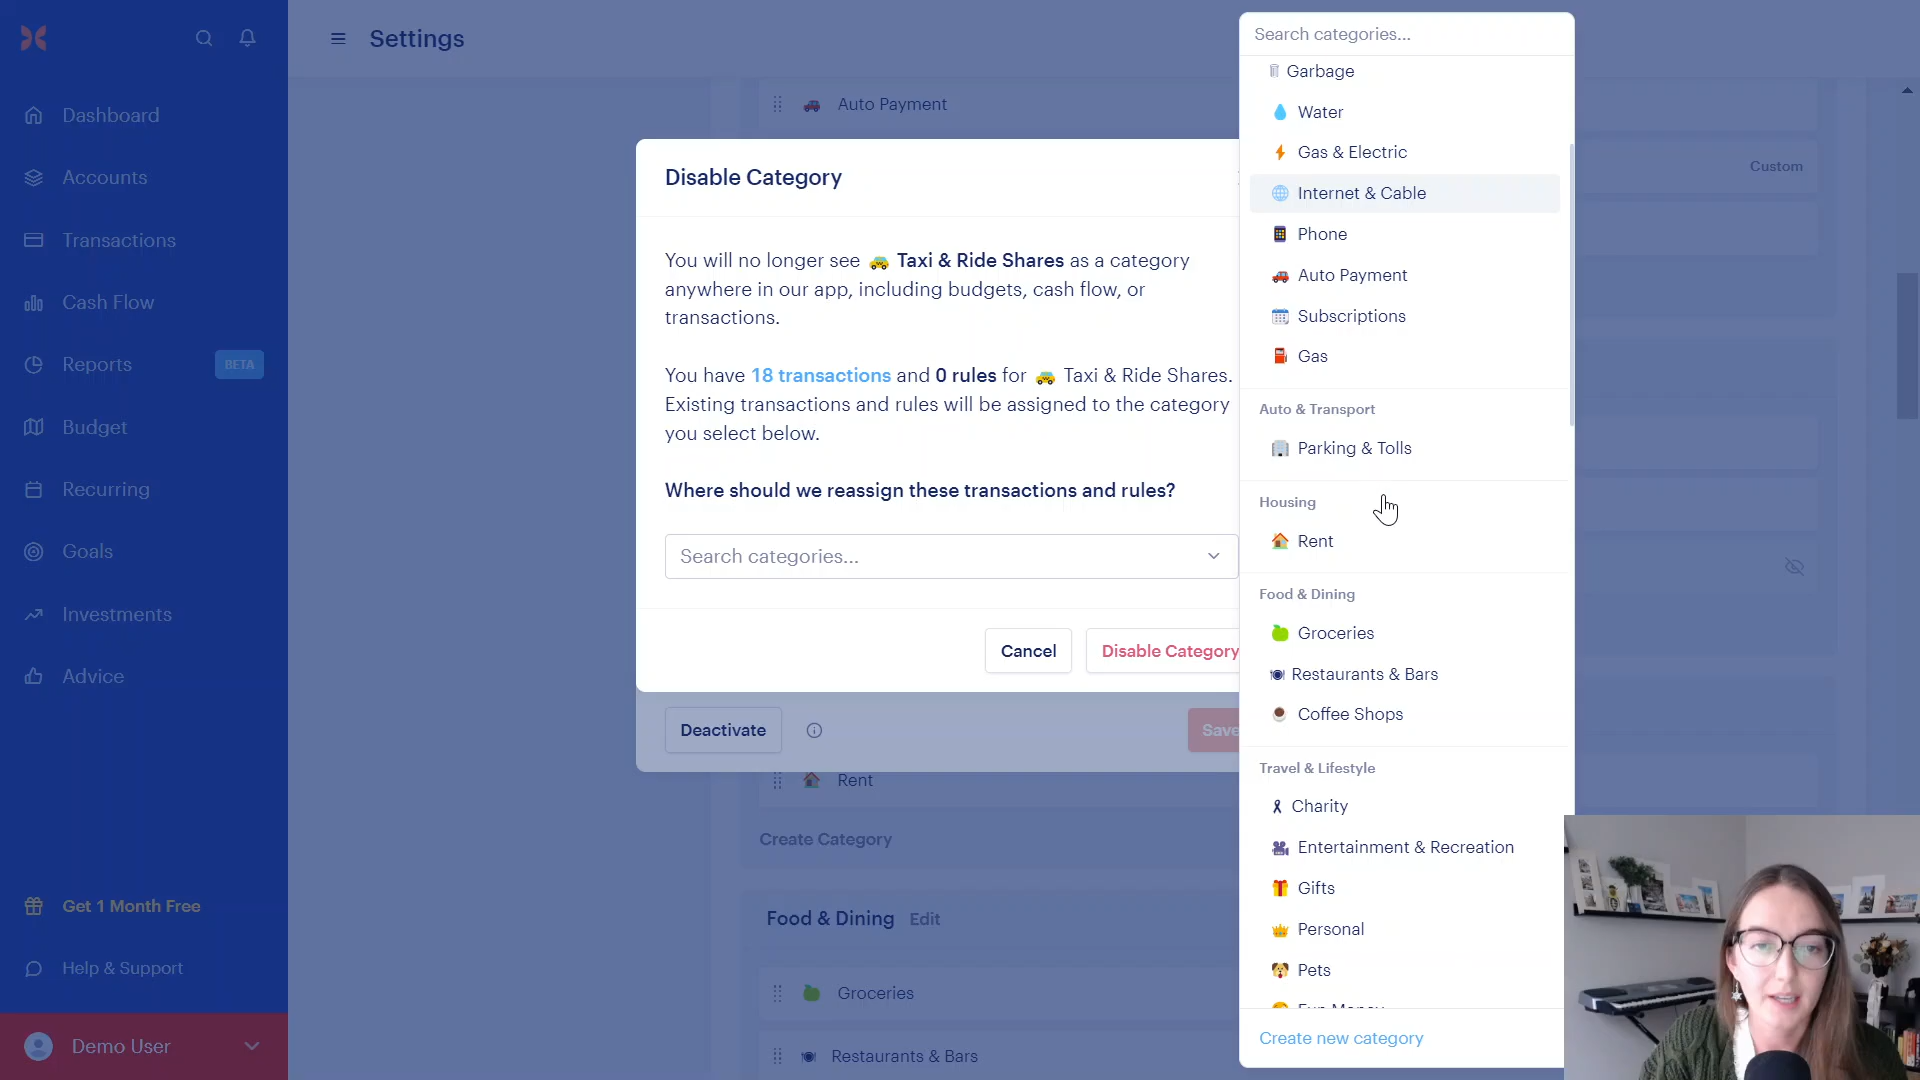 Settings
Dashboard
Accounts
Transactions
Cash Flow
Reports
BETA
Budget
Recurring
Goals
Investments
Advice
Get 1 Month Free
Help & Support
Demo User
Auto Payment
Custom
Disable Category
You will no longer see Taxi & Ride Shares as a category
anywhere in our app, including budgets, cash flow, or
transactions.
You have 18 transactions and 0 rules for Taxi & Ride Shares.
Existing transactions and rules will be assigned to the category
you select below.
Where should we reassign these transactions and rules?
Search categories...
Cancel
Disable Category
Deactivate
Save
Rent
Create Category
Food & Dining Edit
Groceries
Restaurants & Bars
Search categories...
Garbage
Water
Gas & Electric
Internet & Cable
Phone
Auto Payment
Subscriptions
Gas
Auto & Transport
Parking & Tolls
Housing
Rent
Food & Dining
Groceries
Restaurants & Bars
Coffee Shops
Travel & Lifestyle
Charity
Entertainment & Recreation
Gifts
Personal
Pets
Fun Money
Create new category